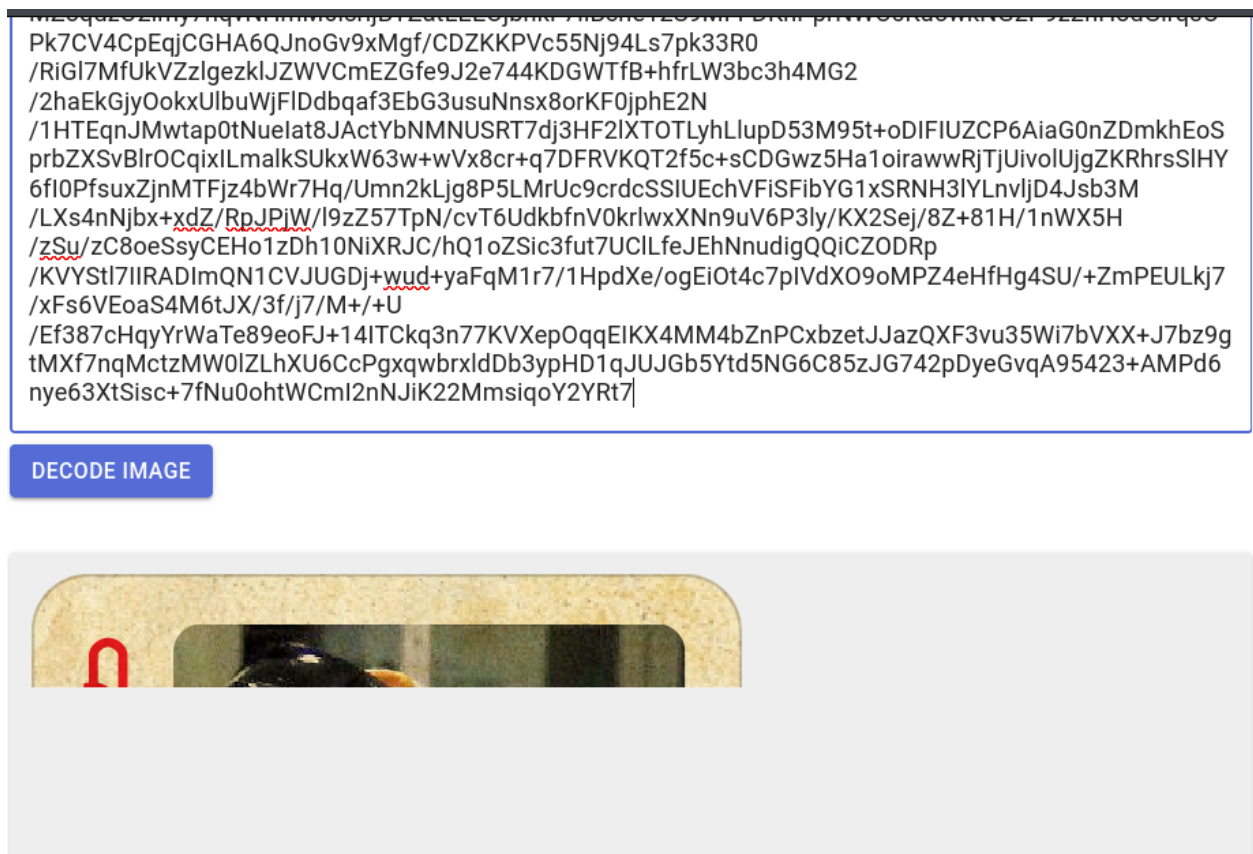 Pk7CV4CpEqjCGHA6QJnoGv9xMgf/CDZKKPVc55Nj94Ls7pk33R0
/RiGl7MfUkVZzlgezklJZWVCmEZGfe9J2e744KDGWTfB+hfrLW3bc3h4MG2
/2haEkGjyOokxUlbuWjFlDdbqaf3EbG3usuNnsx8orKF0jphE2N
/1HTEqnJMwtap0tNueIat8JActYbNMNUSRT7dj3HF2lXTOTLyhLlupD53M95t+oDIFIUZCP6AiaG0nZDmkhEoS
prbZXSvBlrOCqixILmalkSUkxW63w+wVx8cr+q7DFRVKQT2f5c+sCDGwz5Ha1oirawwRjTjUivolUjgZKRhrsSlHY
6fI0PfsuxZjnMTFjz4bWr7Hq/Umn2kLjg8P5LMrUc9crdcSSIUEchVFiSFibYG1xSRNH3lYLnvljD4Jsb3M
/LXs4nNjbx+xdZ/RpJPjW/l9zZ57TpN/cvT6UdkbfnV0krlwxXNn9uV6P3ly/KX2Sej/8Z+81H/1nWX5H
/zSu/zC8oeSsyCEHo1zDh10NiXRJC/hQ1oZSic3fut7UClLfeJEhNnudigQQiCZODRp
/KVYStl7IIRADImQN1CVJUGDj+wud+yaFqM1r7/1HpdXe/ogEiOt4c7pIVdXO9oMPZ4eHfHg4SU/+ZmPEULkj7
/xFs6VEoaS4M6tJX/3f/j7/M+/+U
/Ef387cHqyYrWaTe89eoFJ+14ITCkq3n77KVXepOqqEIKX4MM4bZnPCxbzetJJazQXF3vu35Wi7bVXX+J7bz9g
tMXf7nqMctzMW0lZLhXU6CcPgxqwbrxldDb3ypHD1qJUJGb5Ytd5NG6C85zJG742pDyeGvqA95423+AMPd6
nye63XtSisc+7fNu0ohtWCmI2nNJiK22MmsiqoY2YRt7
DECODE IMAGE